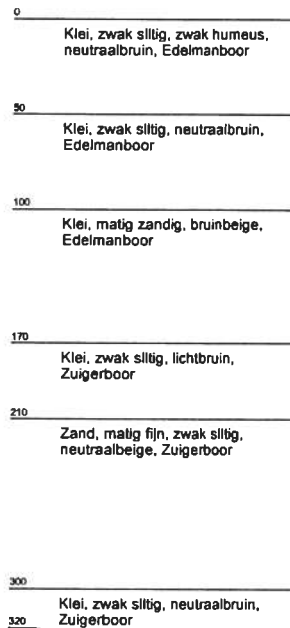 0
Klei, zwak siltig, zwak humeus,
neutraalbruin, Edelmanboor
50
Klei, zwak siltig, neutraalbruin,
Edelmanboor
100
Klei, matig zandig, bruinbeige,
Edelmanboor
170
Klei, zwak siltig, lichtbruin,
Zuigerboor
210
Zand, matig fijn, zwak siltig,
neutraalbeige, Zuigerboor
300
Klei, zwak siltig, neutraalbruin,
Zuigerboor
320